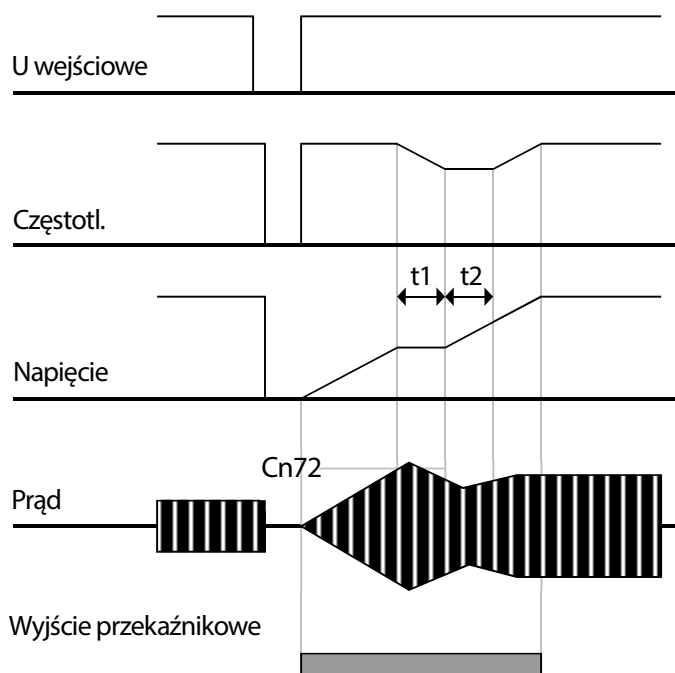 U wejściowe
Częstotl.
t1 t2
Napięcie
Cn72
Prąd
Wyjście przekaźnikowe